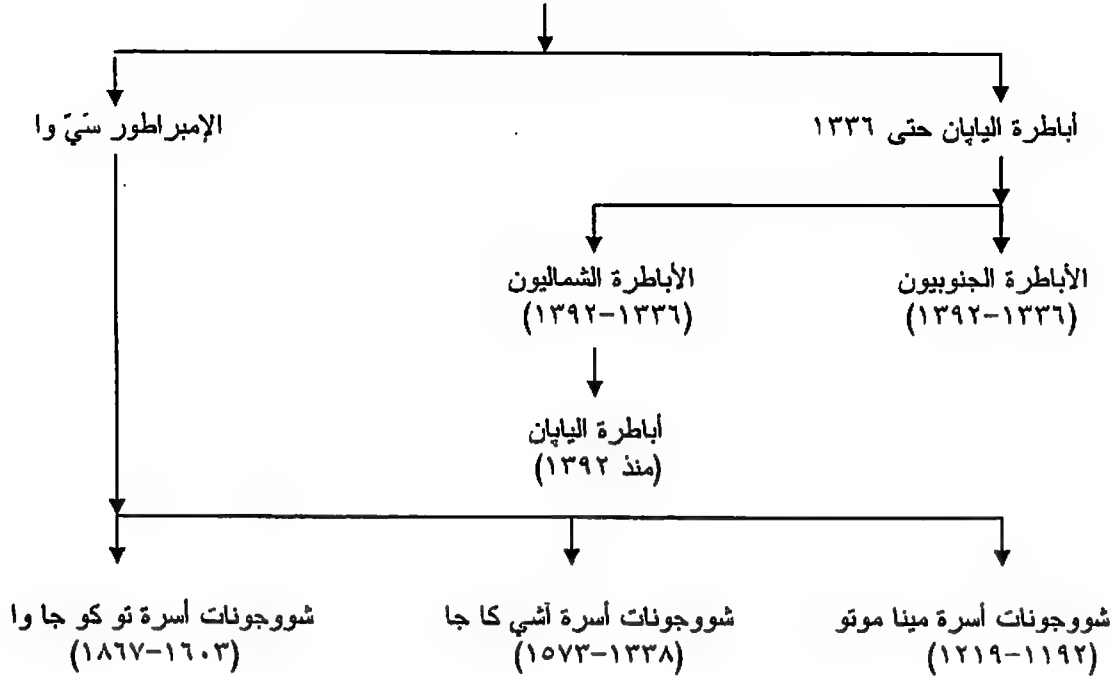 أباطرة اليابان حتى ١٣٣٦
الإمبراطور سَيّ وا
الأباطرة الجنوبيون
(١٣٣٦-١٣٩٢)
الأباطرة الشماليون
(١٣٣٦-١٣٩٢)
أباطرة اليابان
(منذ ١٣٩٢)
شووجونات أسرة مينا موتو
(١١٩٢-١٢١٩)
شووجونات أسرة آشي كا جا
(١٣٣٨-١٥٧٣)
شووجونات أسرة تو كو جا وا
(١٦٠٣-١٨٦٧)